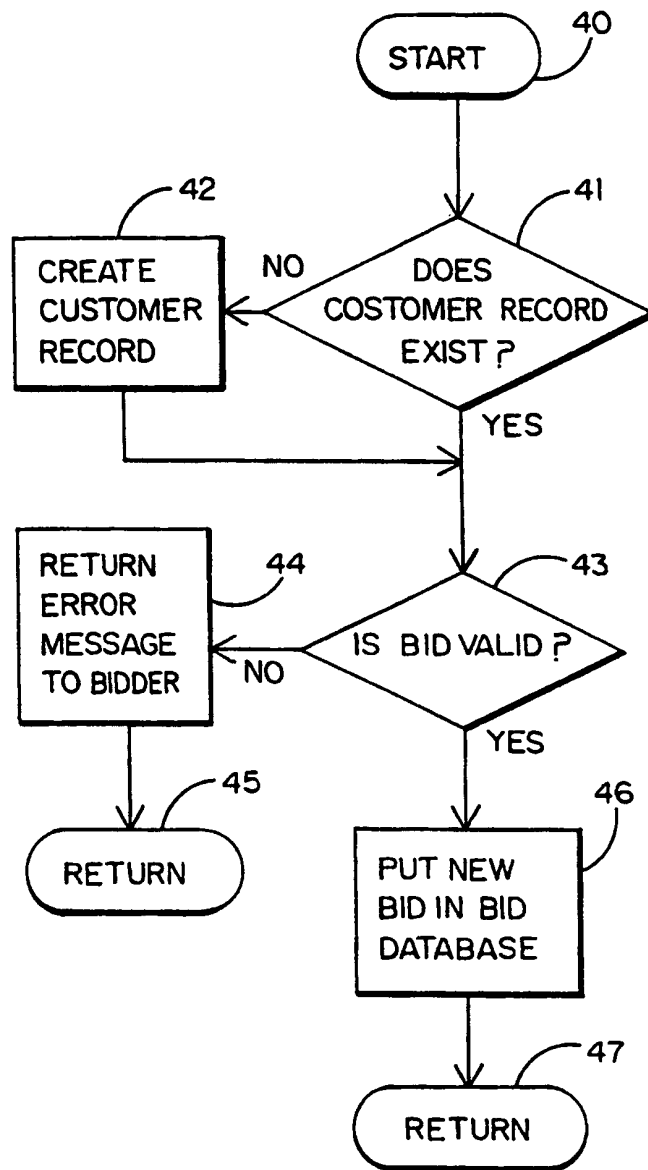 40
START
42
41
CREATE
CUSTOMER
RECORD
NO
DOES
COSTOMER RECORD
EXIST?
YES
RETURN
ERROR
MESSAGE
TO BIDDER
44
43
IS BID VALID?
NO
YES
45
RETURN
46
PUT NEW
BID IN BID
DATABASE
47
RETURN